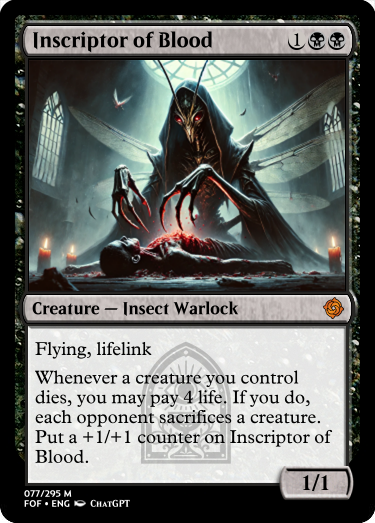 Inscriptor of Blood 1
Creature — Insect Warlock
Flying, lifelink
Whenever a creature you control
dies, you may pay 4 life. If you do,
each opponent sacrifices a creature.
Put a +1/+1 counter on Inscriptor of
Blood.
1/1
077/295 M
FOF • ENG ChatGPT